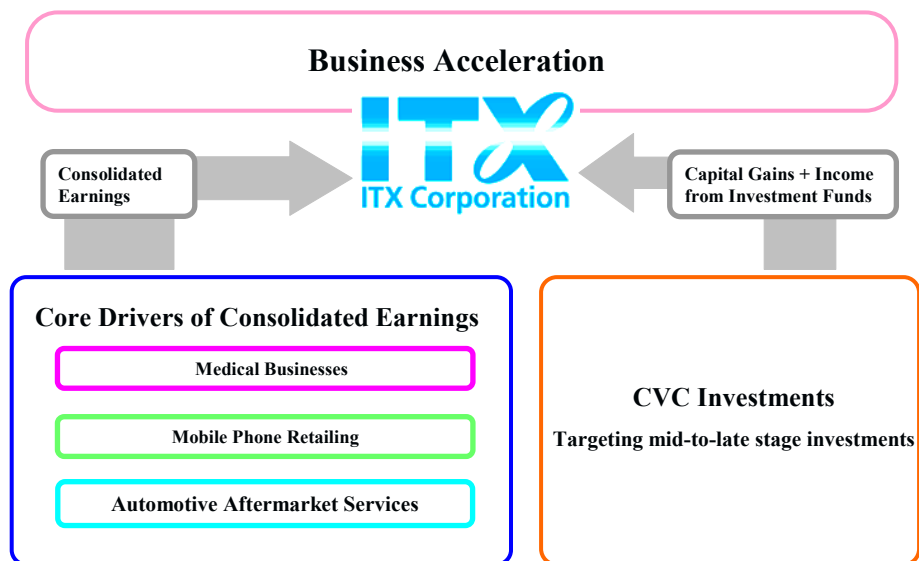 Business Acceleration
ITX
ITX Corporation
Consolidated
Earnings
Capital Gains + Income
from Investment Funds
Core Drivers of Consolidated Earnings
Medical Businesses
Mobile Phone Retailing
Automotive Aftermarket Services
CVC Investments
Targeting mid-to-late stage investments